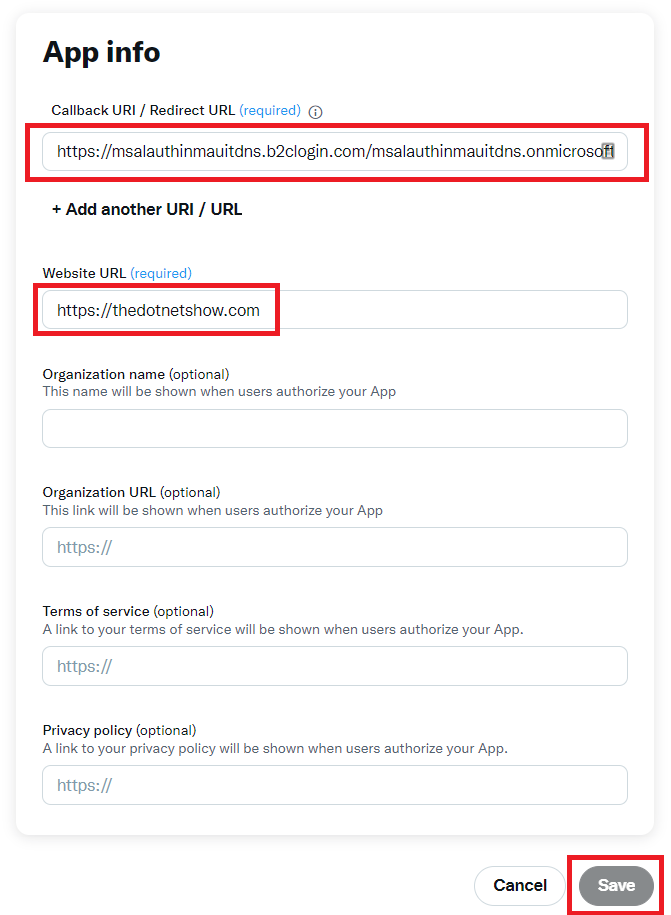 App info
Callback URI / Redirect URL (required)
https://msalauthinmauitdns.b2clogin.com/msalauthinmauitdns.onmicrosoft
+ Add another URI / URL
Website URL (required)
https://thedotnetshow.com
Organization name (optional)
This name will be shown when users authorize your App
Organization URL (optional)
This link will be shown when users authorize your App
https://
Terms of service (optional)
A link to your terms of service will be shown when users authorize your App.
https://
Privacy policy (optional)
A link to your privacy policy will be shown when users authorize your App.
https://
Cancel Save